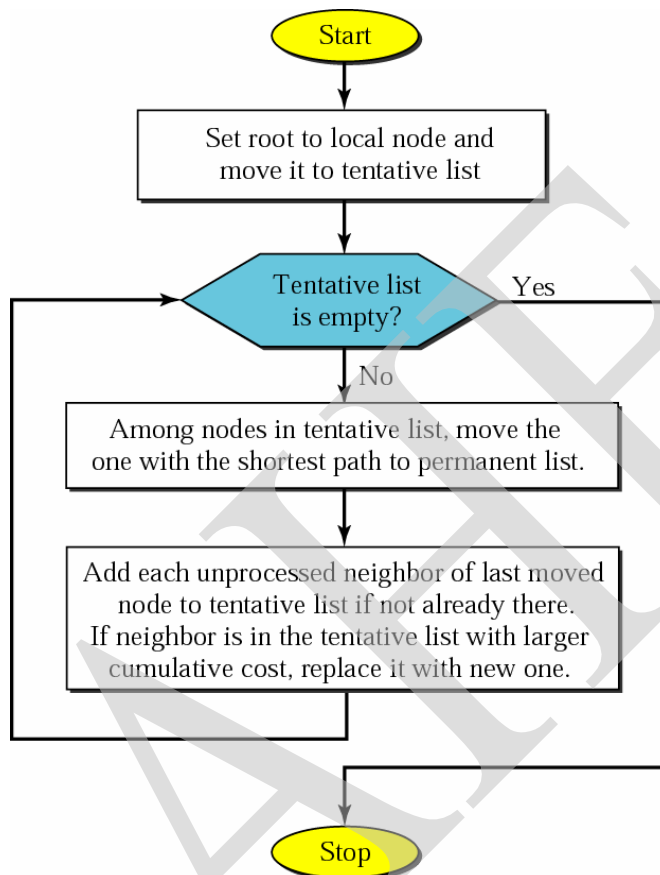 Start
Set root to local node and
move it to tentative list
Tentative list
is empty?
Yes
No
Among nodes in tentative list, move the
one with the shortest path to permanent list.
Add each unprocessed neighbor of last moved
node to tentative list if not already there.
If neighbor is in the tentative list with larger
cumulative cost, replace it with new one.
Stop